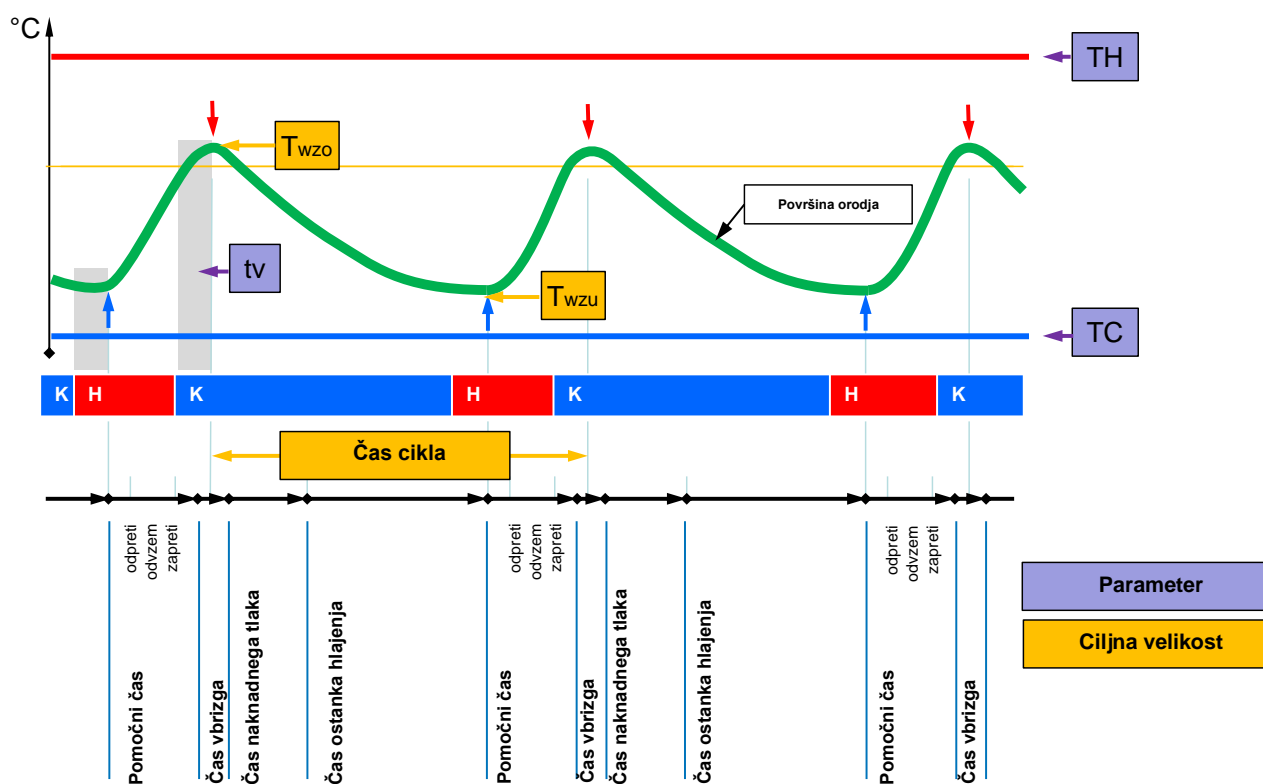 °C
TH
Twzo
Površina orodja
tv
Twzu
TC
K H K H K H K
Čas cikla
odpreti
odvzem
zapreti
odpreti
odvzem
zapreti
odpreti
odvzem
zapreti
Pomočni čas
Čas vbrizga
Čas naknadnega tlaka
Čas ostanka hlajenja
Pomočni čas
Čas vbrizga
Čas naknadnega tlaka
Čas ostanka hlajenja
Pomočni čas
Čas vbrizga
Parameter
Ciljna velikost